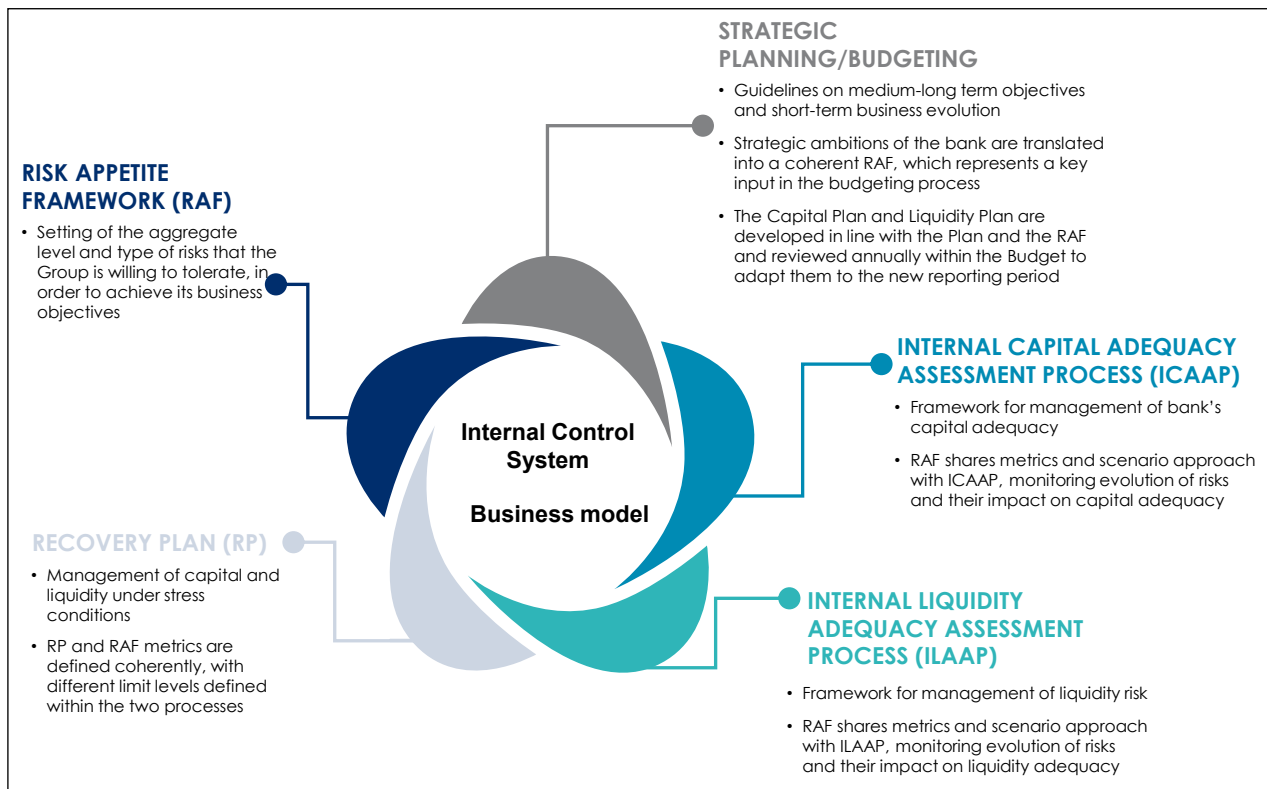 STRATEGIC
PLANNING/BUDGETING
• Guidelines on medium-long term objectives
and short-term business evolution
• Strategic ambitions of the bank are translated
into a coherent RAF, which represents a key
input in the budgeting process
• The Capital Plan and Liquidity Plan are
developed in line with the Plan and the RAF
and reviewed annually within the Budget to
adapt them to the new reporting period
RISK APPETITE
FRAMEWORK (RAF)
• Setting of the aggregate
level and type of risks that the
Group is willing to tolerate, in
order to achieve its business
objectives
INTERNAL CAPITAL ADEQUACY
ASSESSMENT PROCESS (ICAAP)
• Framework for management of bank's
capital adequacy
• RAF shares metrics and scenario approach
with ICAAP, monitoring evolution of risks
and their impact on capital adequacy
Internal Control
System
Business model
RECOVERY PLAN (RP)
• Management of capital and
liquidity under stress
conditions
• RP and RAF metrics are
defined coherently, with
different limit levels defined
within the two processes
INTERNAL LIQUIDITY
ADEQUACY ASSESSMENT
PROCESS (ILAAP)
• Framework for management of liquidity risk
• RAF shares metrics and scenario approach
with ILAAP, monitoring evolution of risks
and their impact on liquidity adequacy